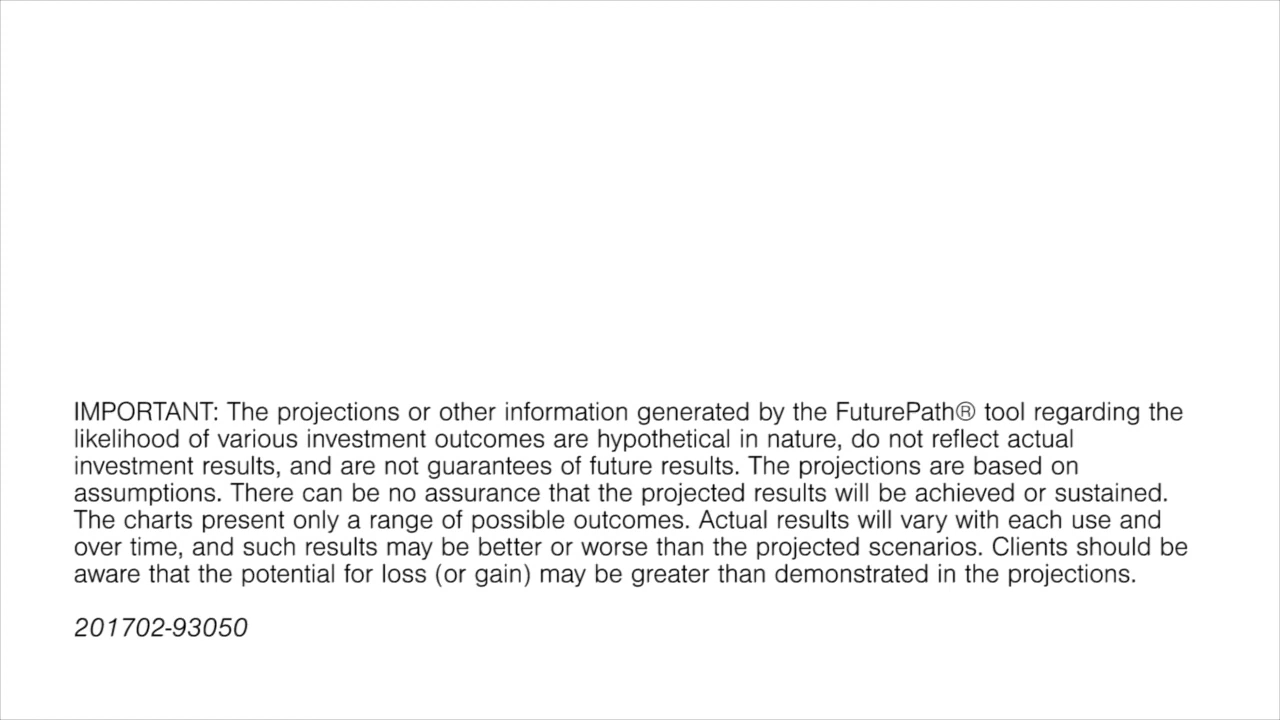 IMPORTANT: The projections or other information generated by the FuturePath® tool regarding the
likelihood of various investment outcomes are hypothetical in nature, do not reflect actual
investment results, and are not guarantees of future results. The projections are based on
assumptions. There can be no assurance that the projected results will be achieved or sustained.
The charts present only a range of possible outcomes. Actual results will vary with each use and
over time, and such results may be better or worse than the projected scenarios. Clients should be
aware that the potential for loss (or gain) may be greater than demonstrated in the projections.
201702-93050